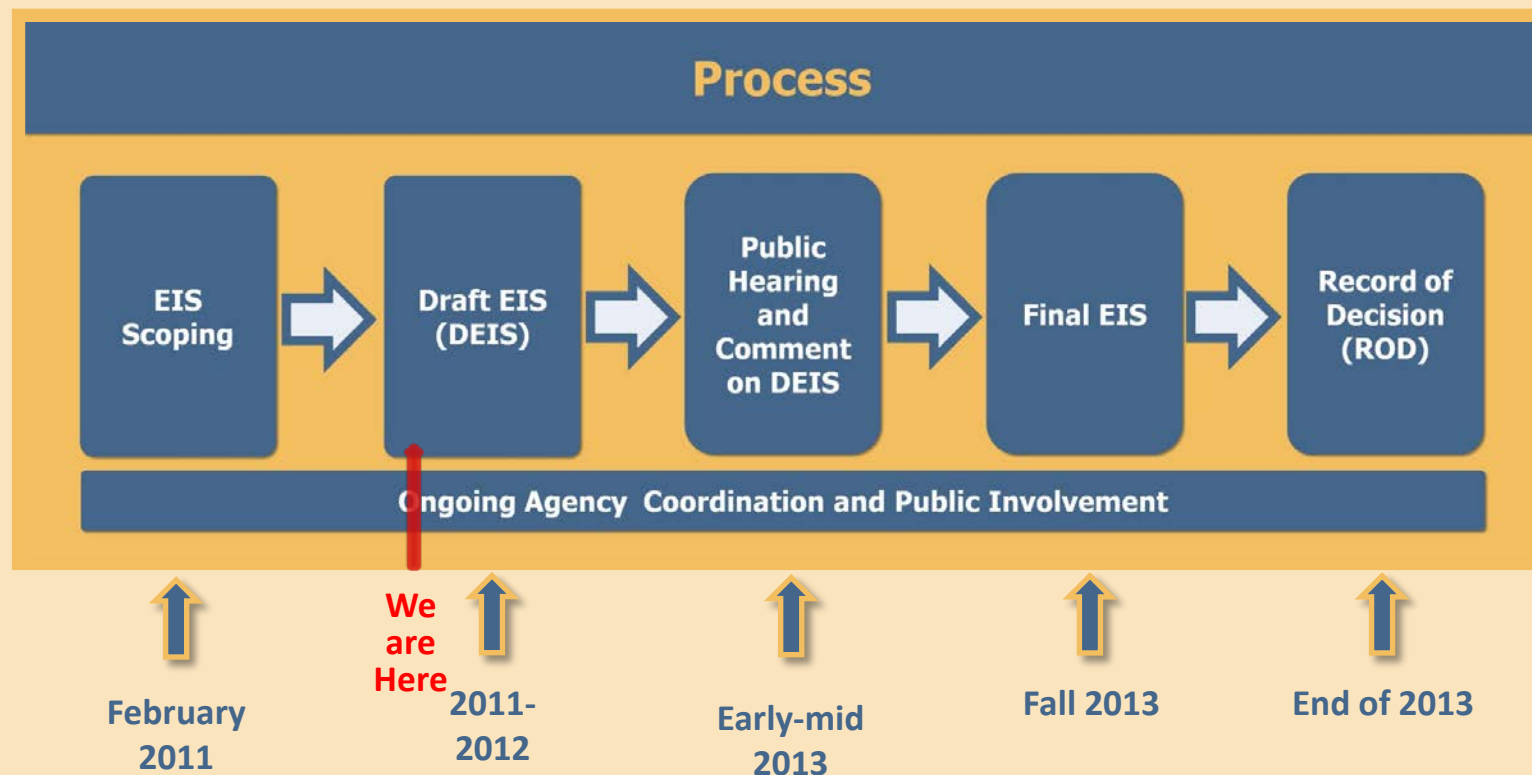 Process
EIS
Scoping
Draft EIS
(DEIS)
Public
Hearing
and
Comment
on DEIS
Final EIS
Record of
Decision
(ROD)
Ongoing Agency Coordination and Public Involvement
We
are
Here
February
2011
2011-
2012
Early-mid
2013
Fall 2013
End of 2013